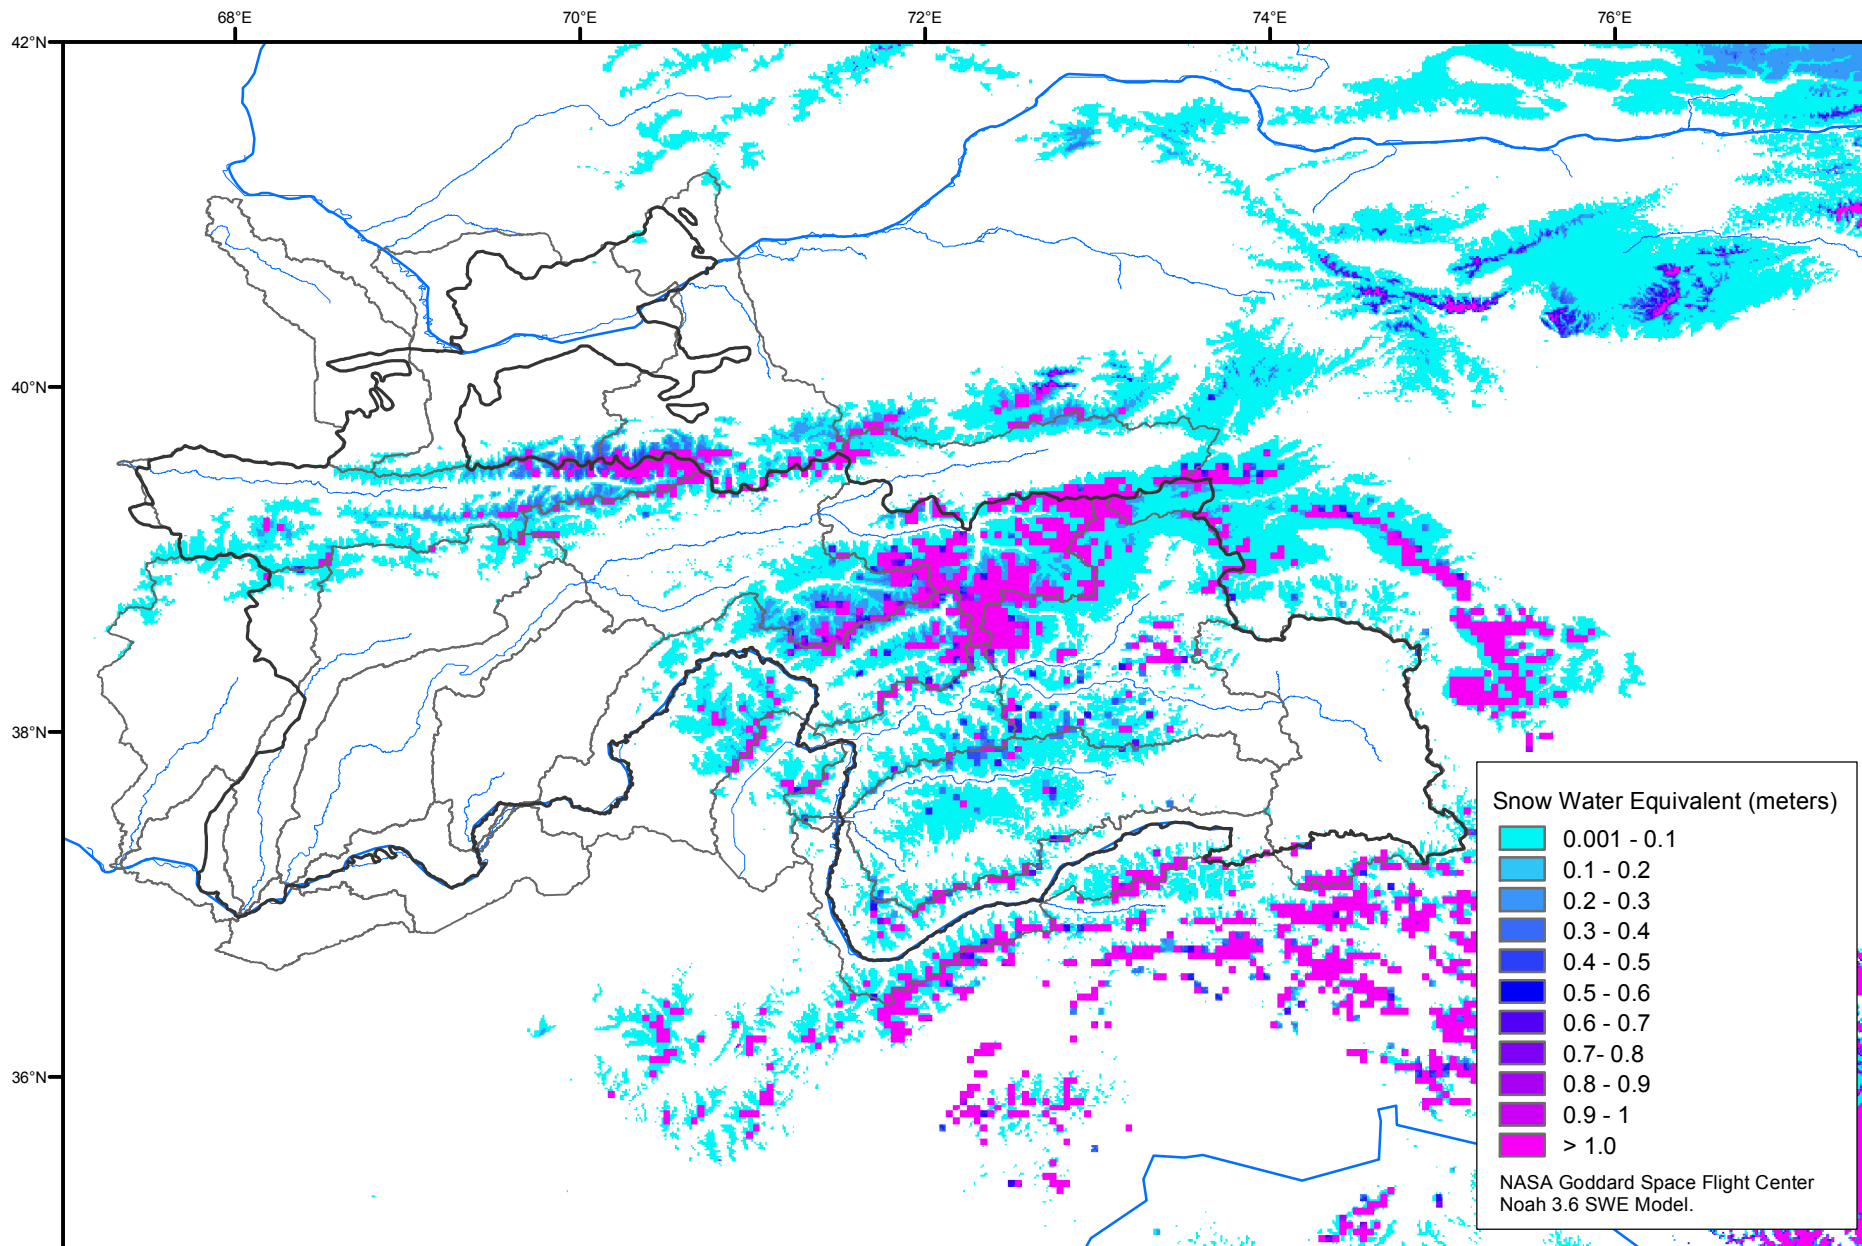 68°E
70°E
72°E
74°E
76°E
42°N
40°N
38°N
36°N
Snow Water Equivalent (meters)
0.001 - 0.1
0.1 - 0.2
0.2 - 0.3
0.3 - 0.4
0.4 - 0.5
0.5 - 0.6
0.6 - 0.7
0.7- 0.8
0.8 - 0.9
0.9 - 1
> 1.0
NASA Goddard Space Flight Center
Noah 3.6 SWE Model.